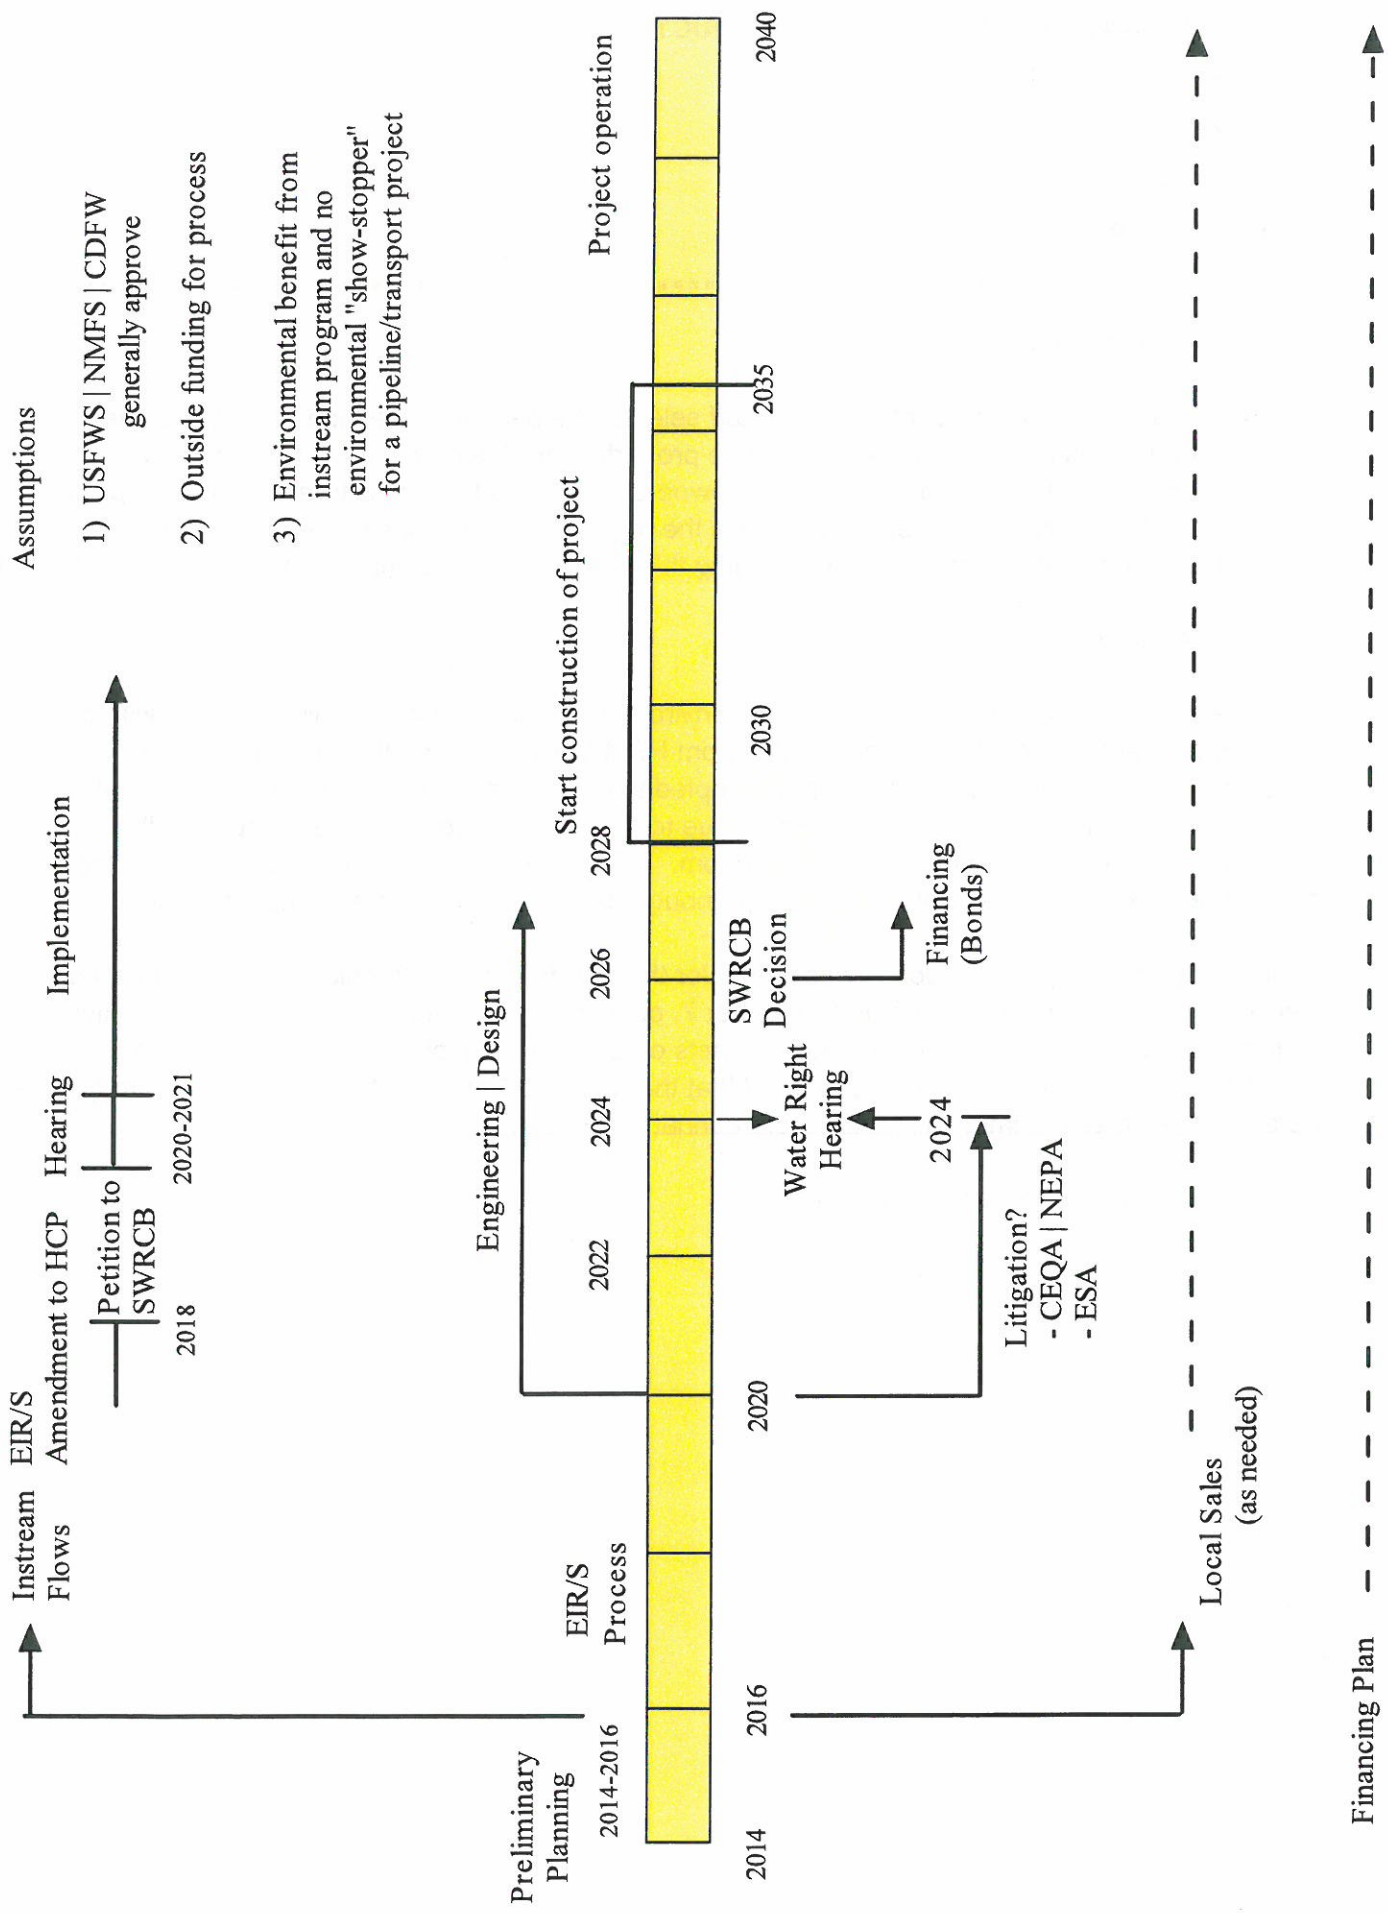 Instream
Flows
EIR/S
Amendment to HCP
Hearing
Implementation
Petition to
SWRCB
2018
2020-2021
Assumptions
1) USFWS | NMFS | CDFW
generally approve
2) Outside funding for process
3) Environmental benefit from
instream program and no
environmental "show-stopper"
for a pipeline/transport project
Preliminary
Planning
2014-2016
EIR/S
Process
Engineering | Design
2022
2024
2026
2028
Start construction of project
Project operation
2014
2016
2020
2030
2035
2040
SWRCB
Decision
Water Right
Hearing
2024
Financing
(Bonds)
Litigation?
- CEQA | NEPA
- ESA
Local Sales
(as needed)
Financing Plan